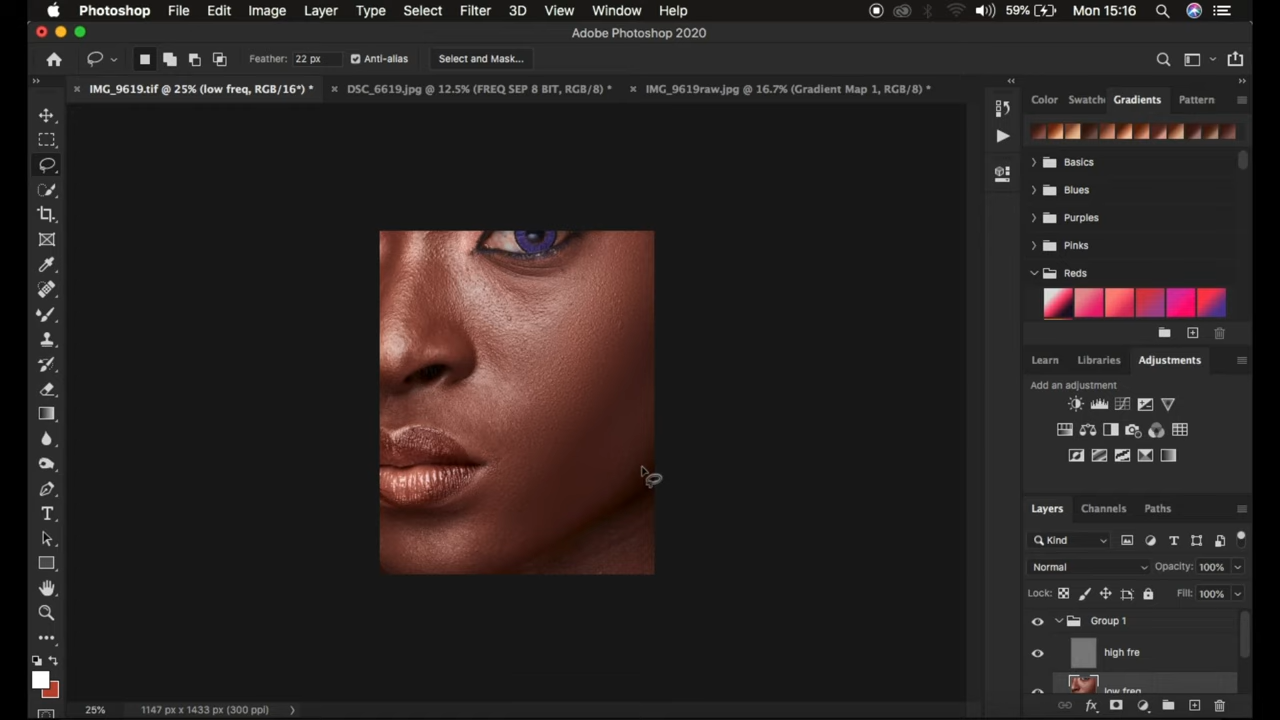 Photoshop File Edit Image Layer Type Select Filter 3D View Window Help 59% Mon 15:16
Adobe Photoshop 2020
Feather: 22 px Anti-alias Select and Mask...
IMG_9619.tif @ 25% (low freq, RGB/16*) * DSC_6619.jpg @ 12.5% (FREQ SEP 8 BIT, RGB/8) * IMG_9619raw.jpg @ 16.7% (Gradient Map 1, RGB/8) *
Color Swatche Gradients Pattern
Basics
Blues
Purples
Pinks
Reds
Learn Libraries Adjustments
Add an adjustment
Layers Channels Paths
Kind
Normal Opacity: 100%
Lock: Fill: 100%
Group 1
high fre
low freq
25% 1147 px x 1433 px (300 ppi)